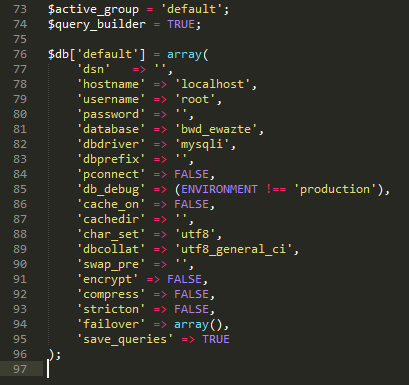 73 $active_group = 'default';
74 $query_builder = TRUE;
75
76 $db['default'] = array(
77 'dsn' => '',
78 'hostname' => 'localhost',
79 'username' => 'root',
80 'password' => '',
81 'database' => 'bwd_ewazte',
82 'dbdriver' => 'mysqli',
83 'dbprefix' => '',
84 'pconnect' => FALSE,
85 'db_debug' => (ENVIRONMENT !== 'production'),
86 'cache_on' => FALSE,
87 'cachedir' => '',
88 'char_set' => 'utf8',
89 'dbcollat' => 'utf8_general_ci',
90 'swap_pre' => '',
91 'encrypt' => FALSE,
92 'compress' => FALSE,
93 'stricton' => FALSE,
94 'failover' => array(),
95 'save_queries' => TRUE
96 );
97